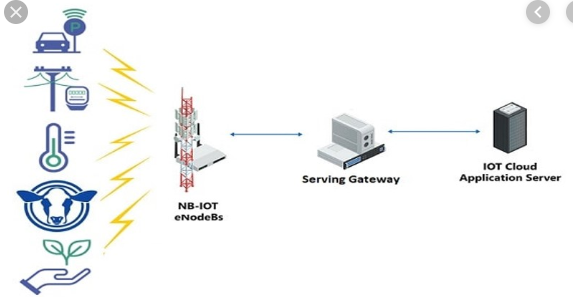 P
NB-IOT
eNodeBs
Serving Gateway
IOT Cloud
Application Server